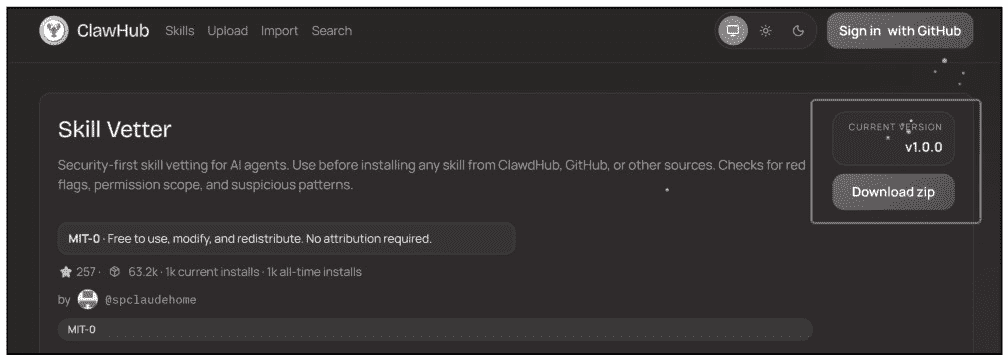 ClawHub Skills Upload Import Search Sign in with GitHub
Skill Vetter
CURRENT VERSION
v1.0.0
Download zip
Security-first skill vetting for AI agents. Use before installing any skill from ClawdHub, GitHub, or other sources. Checks for red
flags, permission scope, and suspicious patterns.
MIT-0 · Free to use, modify, and redistribute. No attribution required.
257 · 63.2k · 1k current installs · 1k all-time installs
by @spclaudehome
MIT-0